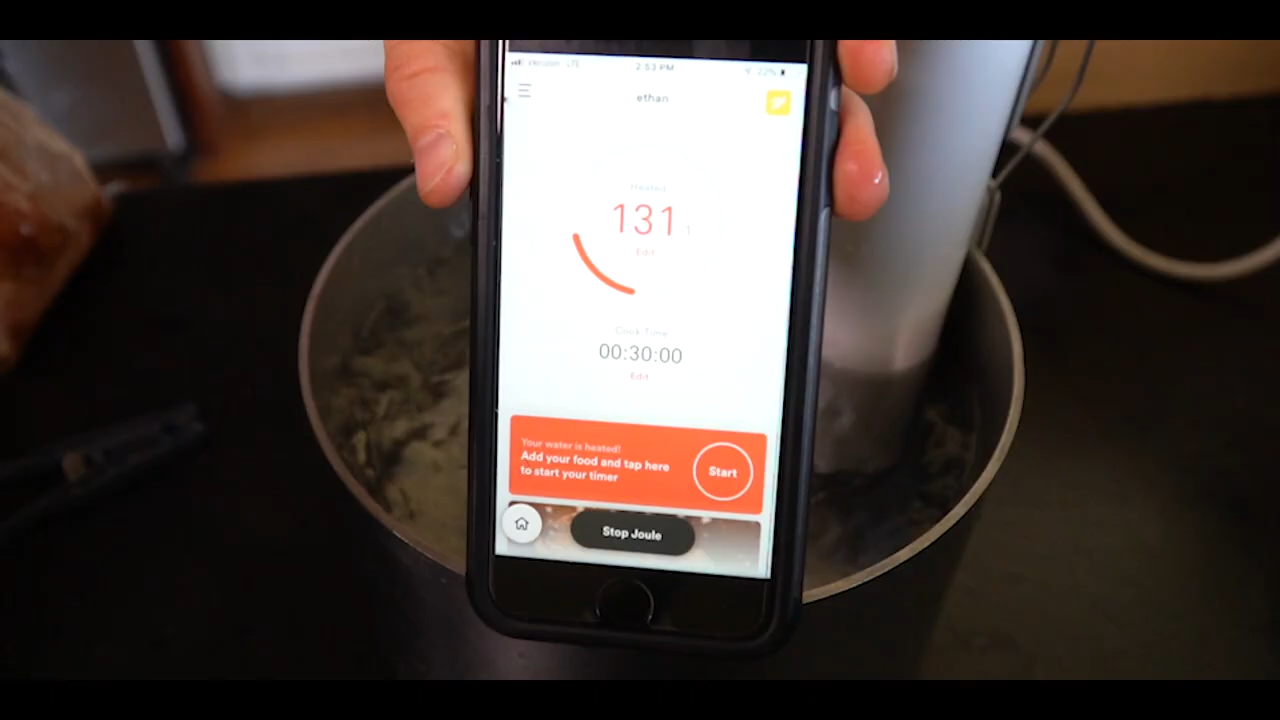 Verizon LTE 2:53 PM 22%
ethan
Heated
131
Edit
Cook Time
00:30:00
Edit
Your water is heated!
Add your food and tap here
to start your timer
Start
Stop Joule